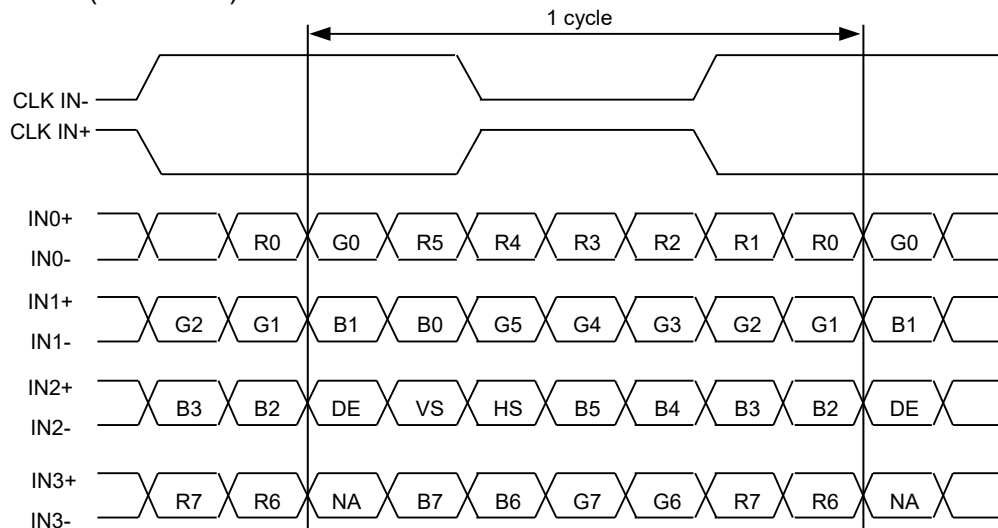 1 cycle
CLK IN-
CLK IN+
IN0+
R0 G0 R5 R4 R3 R2 R1 R0 G0
IN0-
IN1+
G2 G1 B1 B0 G5 G4 G3 G2 G1 B1
IN1-
IN2+
B3 B2 DE VS HS B5 B4 B3 B2 DE
IN2-
IN3+
R7 R6 NA B7 B6 G7 G6 R7 R6 NA
IN3-